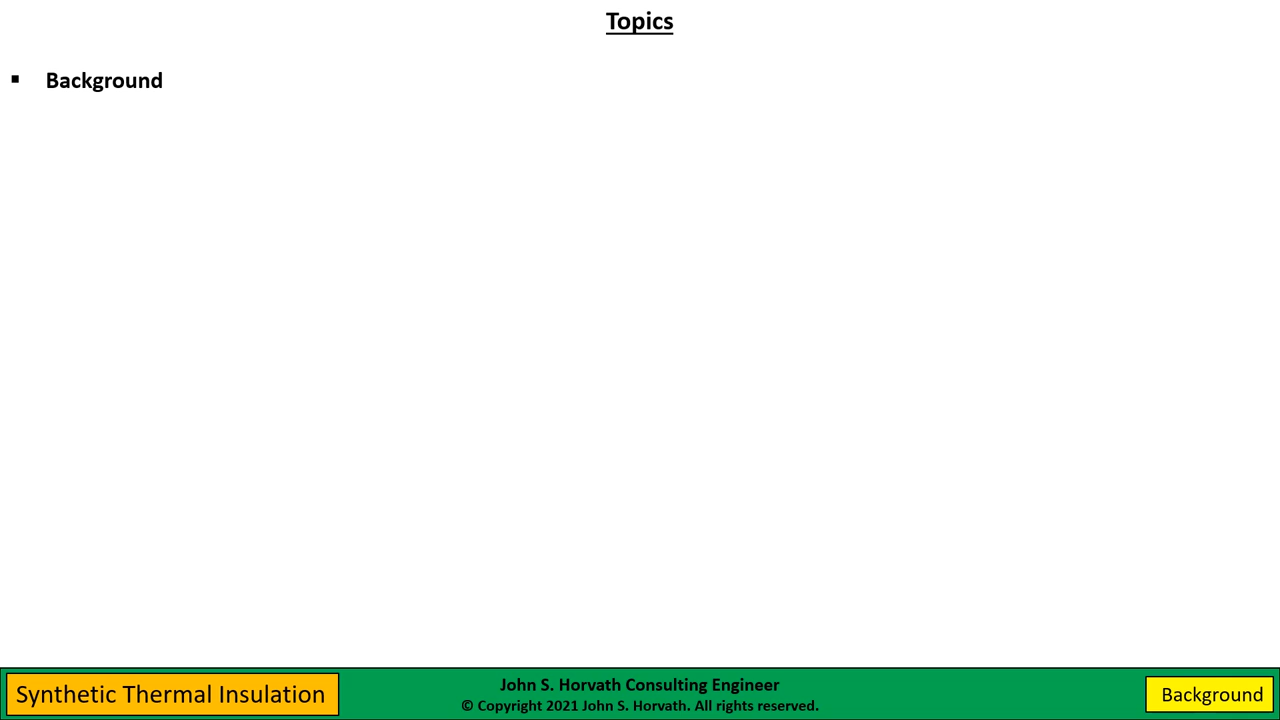 Topics
▪ Background
Synthetic Thermal Insulation
John S. Horvath Consulting Engineer
© Copyright 2021 John S. Horvath. All rights reserved.
Background